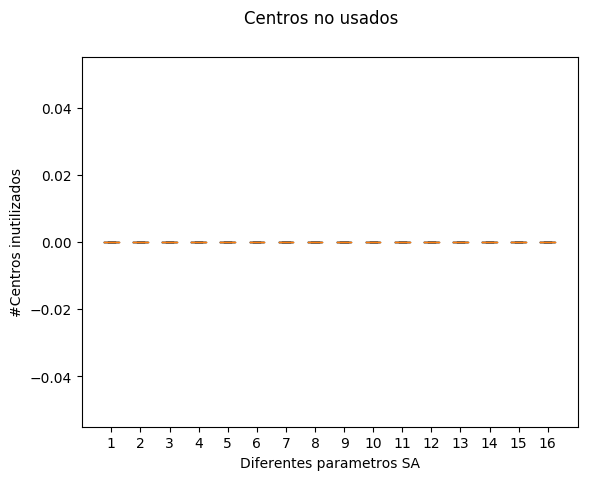 Centros no usados
0.04
0.02
0.00
−0.02
−0.04
#Centros inutilizados
1 2 3 4 5 6 7 8 9 10 11 12 13 14 15 16
Diferentes parametros SA